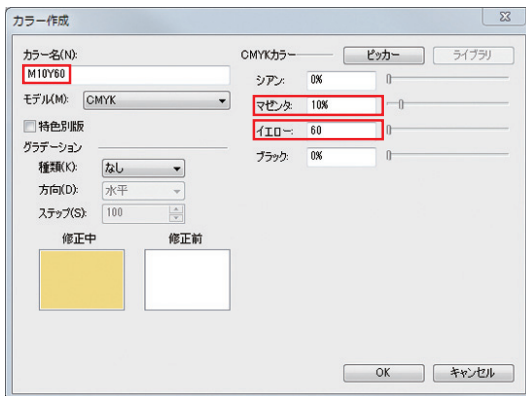 カラー作成
カラー名(N):
M10Y60
モデル(M): CMYK
特色別版
グラデーション
種類(K): なし
方向(D): 水平
ステップ(S): 100
修正中 修正前
CMYKカラー ピッカー ライブラリ
シアン: 0%
マゼンタ: 10%
イエロー: 60
ブラック: 0%
OK キャンセル